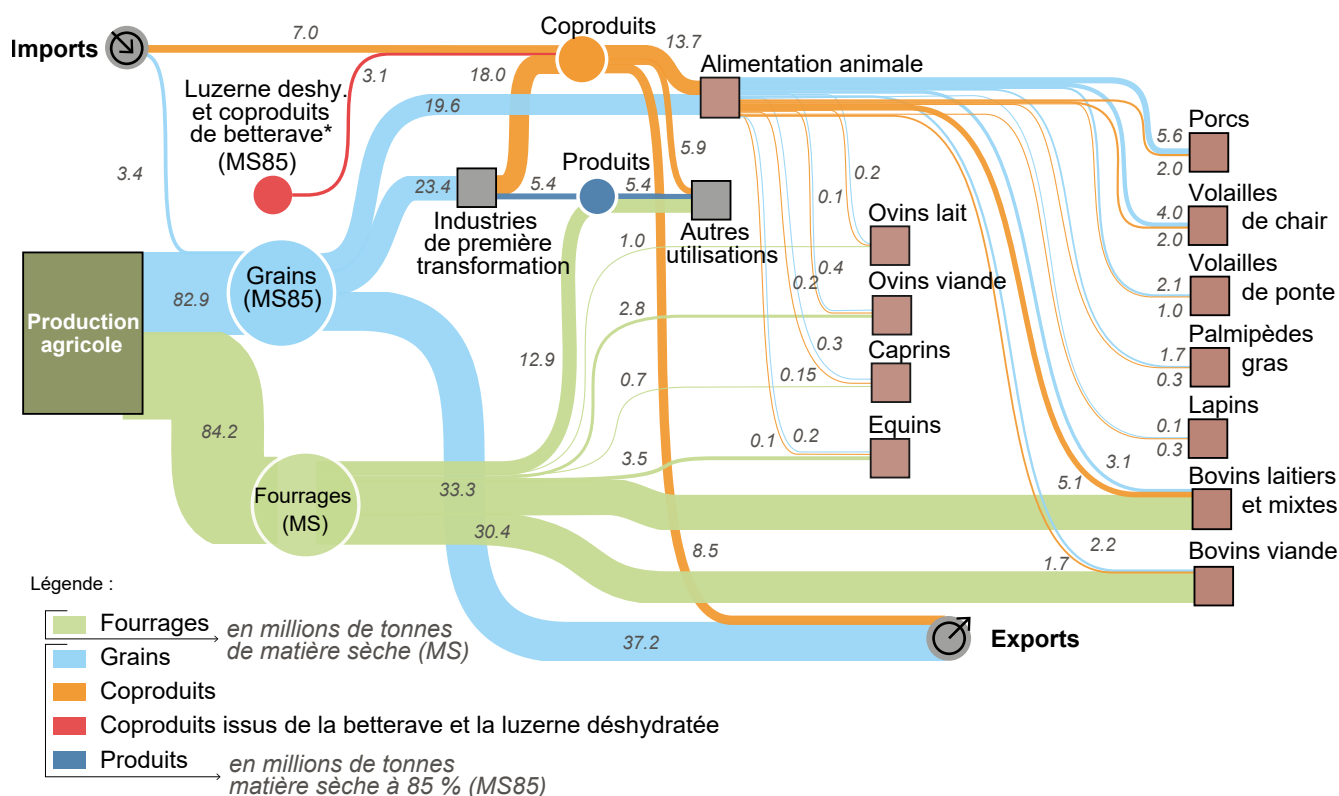 Imports
7.0
Coproduits
13.7
3.1
18.0
Luzerne deshy.
et coproduits
de betterave*
(MS85)
19.6
Alimentation animale
3.4
23.4
Industries
de première
transformation
5.4
Produits
5.4
5.9
Autres
utilisations
Grains
(MS85)
82.9
Production
agricole
84.2
Fourrages
(MS)
1.0
2.8
12.9
0.7
3.5
33.3
30.4
8.5
37.2
0.2
0.1
Ovins lait
0.4
0.2
Ovins viande
0.3
0.15
Caprins
0.1
0.2
Equins
5.6
2.0
Porcs
4.0
2.0
Volailles
de chair
2.1
1.0
Volailles
de ponte
1.7
0.3
Palmipèdes
gras
0.1
0.3
Lapins
3.1
5.1
Bovins laitiers
et mixtes
2.2
1.7
Bovins viande
Exports
Légende :
Fourrages
en millions de tonnes
de matière sèche (MS)
Grains
Coproduits
Coproduits issus de la betterave et la luzerne déshydratée
Produits
en millions de tonnes
matière sèche à 85 % (MS85)